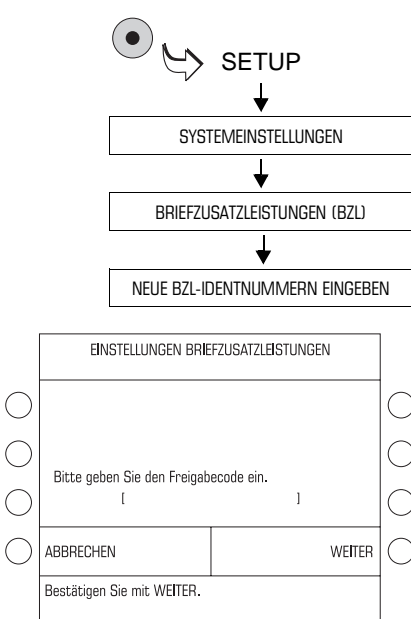 SETUP
SYSTEMEINSTELLUNGEN
BRIEFZUSATZLEISTUNGEN (BZL)
NEUE BZL-IDENTNUMMERN EINGEBEN
EINSTELLUNGEN BRIEFZUSATZLEISTUNGEN
Bitte geben Sie den Freigabecode ein.
[ ]
ABBRECHEN WEITER
Bestätigen Sie mit WEITER.